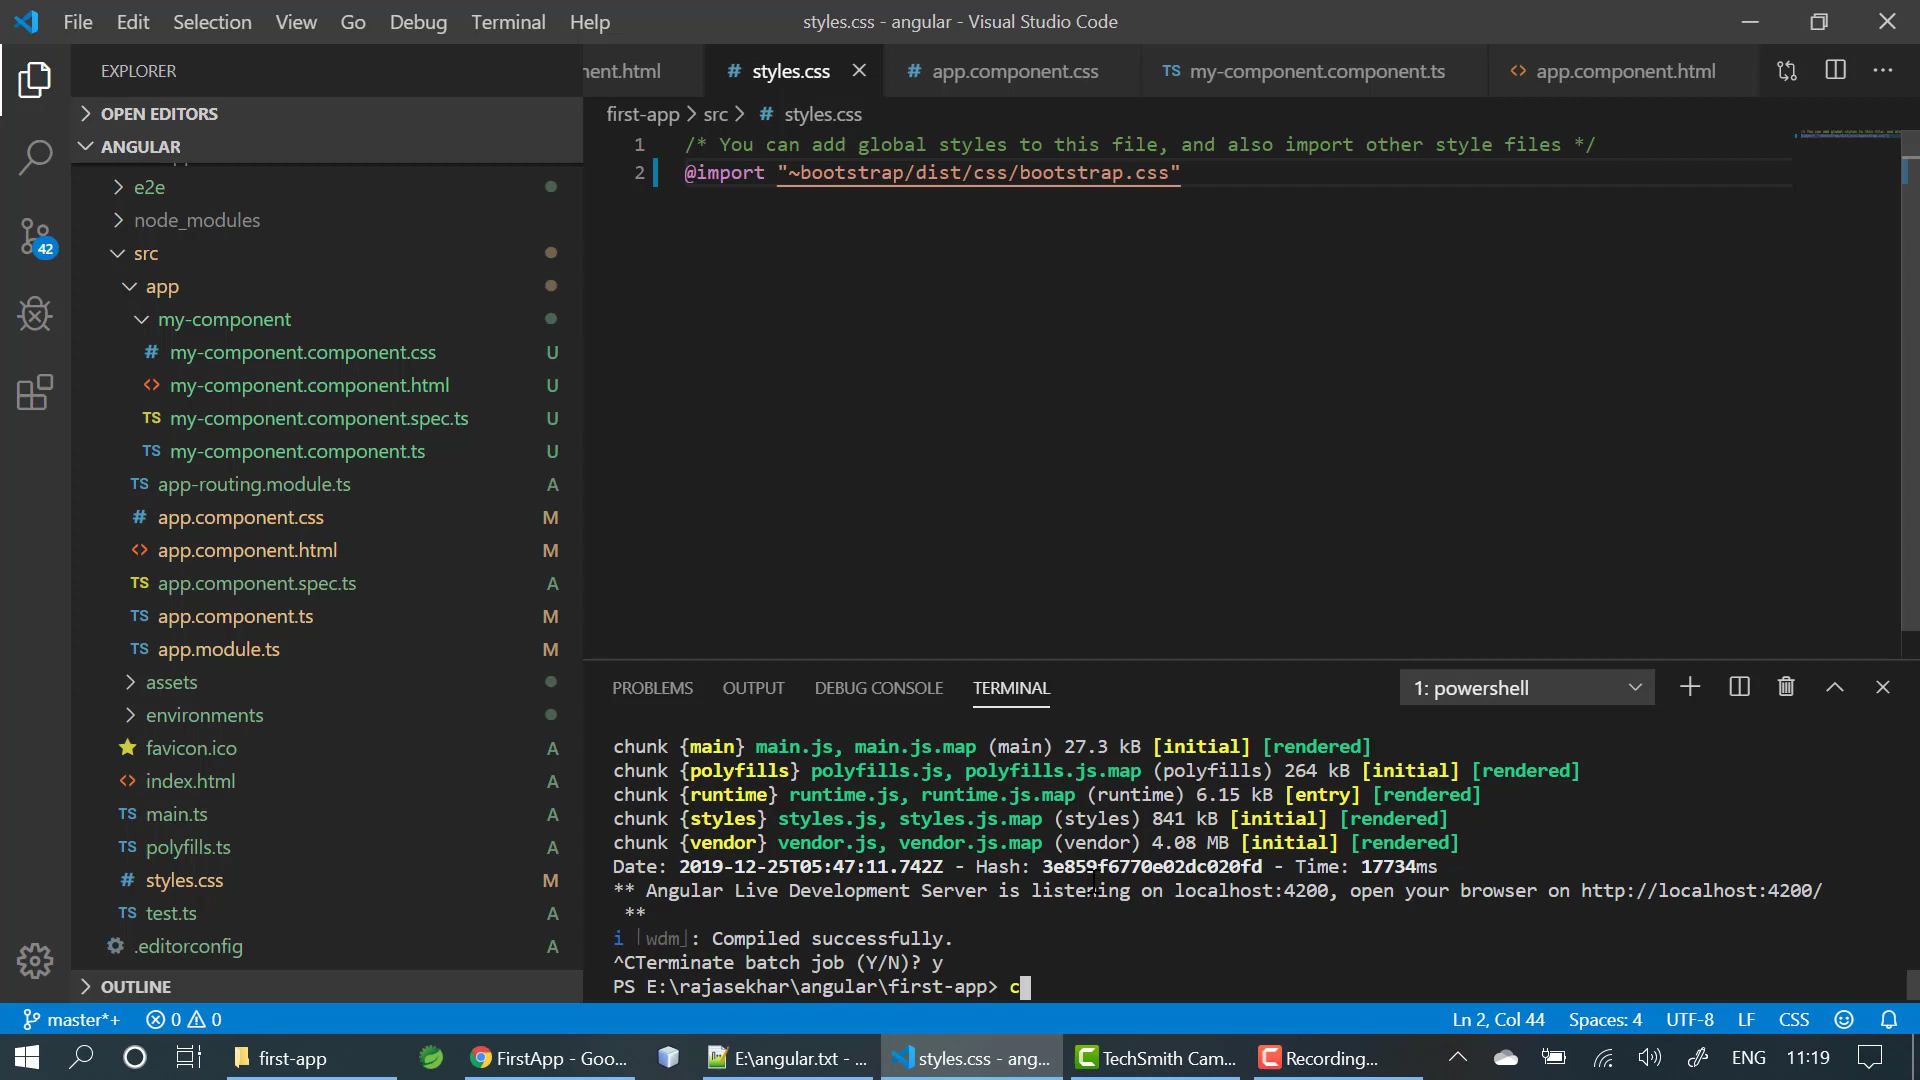 File Edit Selection View Go Debug Terminal Help
styles.css - angular - Visual Studio Code
EXPLORER
OPEN EDITORS
ANGULAR
e2e
node_modules
src
app
my-component
# my-component.component.css U
<> my-component.component.html U
TS my-component.component.spec.ts U
TS my-component.component.ts U
TS app-routing.module.ts A
# app.component.css M
<> app.component.html M
TS app.component.spec.ts A
TS app.component.ts M
TS app.module.ts M
assets
environments
favicon.ico A
<> index.html A
TS main.ts A
TS polyfills.ts A
# styles.css M
TS test.ts A
.editorconfig A
OUTLINE
42
nent.html # styles.css # app.component.css TS my-component.component.ts <> app.component.html
first-app > src > # styles.css
1 /* You can add global styles to this file, and also import other style files */
2 @import "~bootstrap/dist/css/bootstrap.css"
PROBLEMS OUTPUT DEBUG CONSOLE TERMINAL 1: powershell
chunk {main} main.js, main.js.map (main) 27.3 kB [initial] [rendered]
chunk {polyfills} polyfills.js, polyfills.js.map (polyfills) 264 kB [initial] [rendered]
chunk {runtime} runtime.js, runtime.js.map (runtime) 6.15 kB [entry] [rendered]
chunk {styles} styles.js, styles.js.map (styles) 841 kB [initial] [rendered]
chunk {vendor} vendor.js, vendor.js.map (vendor) 4.08 MB [initial] [rendered]
Date: 2019-12-25T05:47:11.742Z - Hash: 3e859f6770e02dc020fd - Time: 17734ms
** Angular Live Development Server is listening on localhost:4200, open your browser on http://localhost:4200/
**
i ｢wdm｣: Compiled successfully.
^CTerminate batch job (Y/N)? y
PS E:\rajasekhar\angular\first-app> c
master*+ 0 0 Ln 2, Col 44 Spaces: 4 UTF-8 LF CSS
first-app FirstApp - Goo... E:\angular.txt - ... styles.css - ang... TechSmith Cam... Recording... ENG 11:19